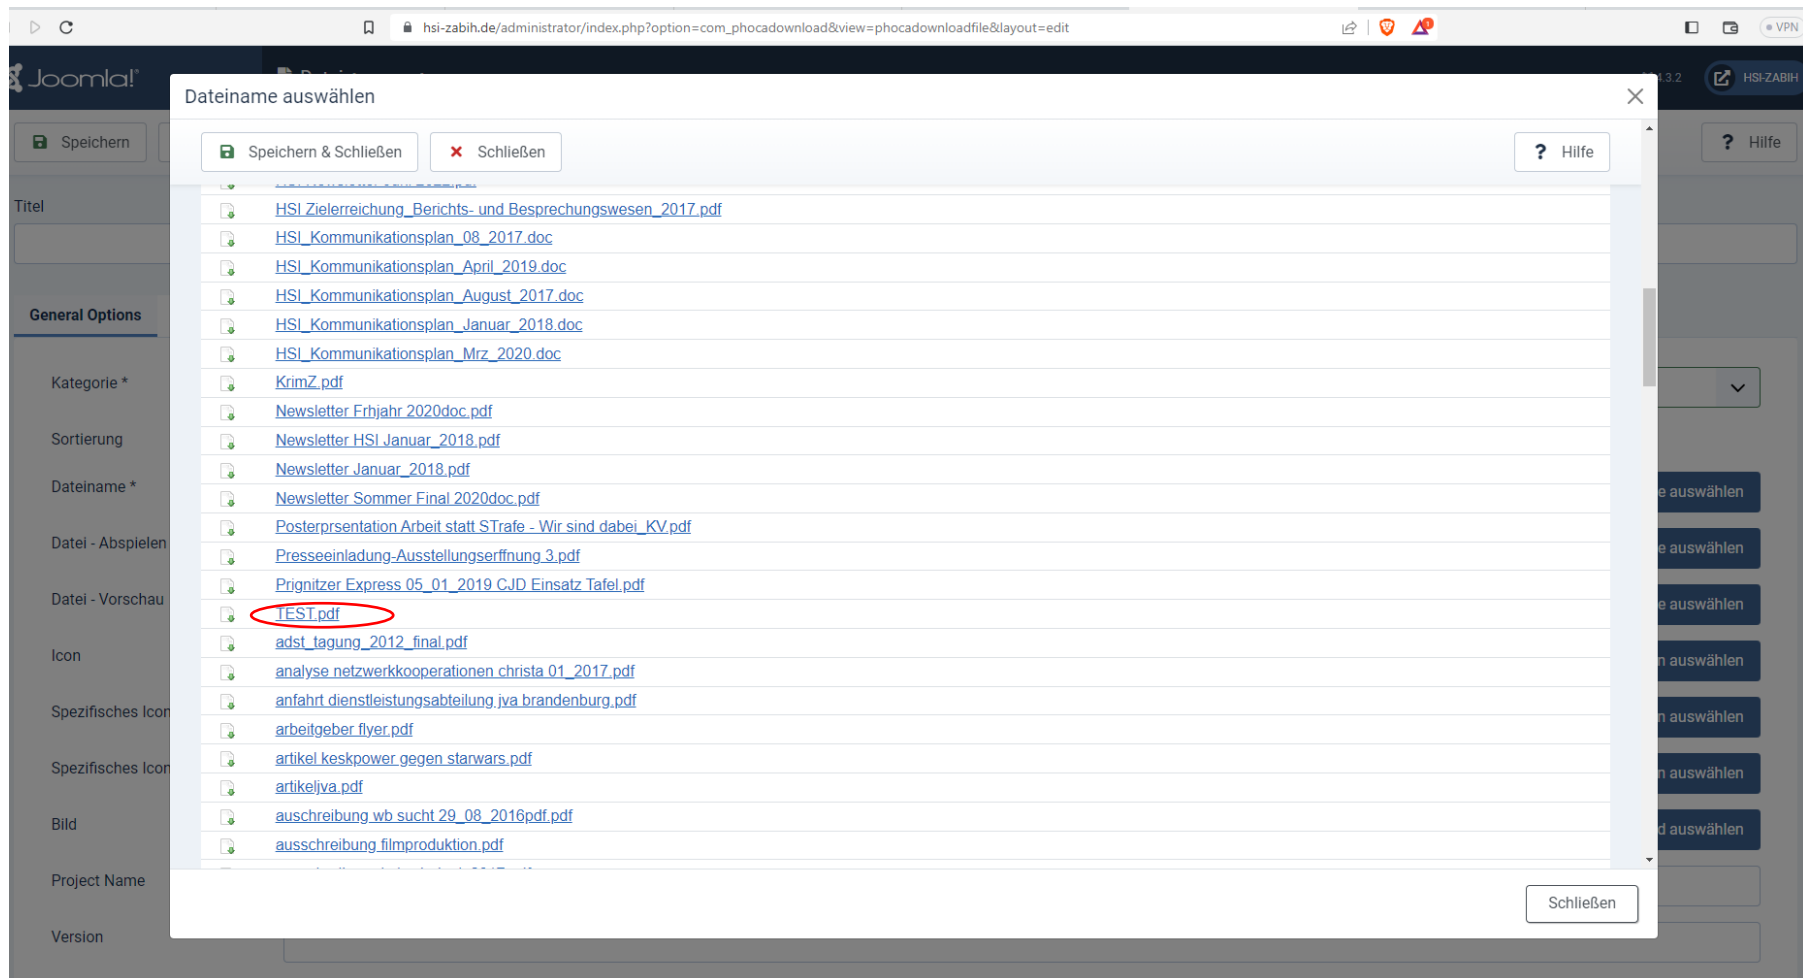 hsi-zabih.de/administrator/index.php?option=com_phocadownload&view=phocadownloadfile&layout=edit
VPN
Joomla!
4.3.2
HSI-ZABIH
Dateiname auswählen
Speichern
Speichern & Schließen
Schließen
? Hilfe
? Hilfe
Titel
HSI Zielerreichung_Berichts- und Besprechungswesen_2017.pdf
HSI_Kommunikationsplan_08_2017.doc
HSI_Kommunikationsplan_April_2019.doc
HSI_Kommunikationsplan_August_2017.doc
General Options
HSI_Kommunikationsplan_Januar_2018.doc
HSI_Kommunikationsplan_Mrz_2020.doc
Kategorie *
KrimZ.pdf
Newsletter Frhjahr 2020doc.pdf
Sortierung
Newsletter HSI Januar_2018.pdf
Newsletter Januar_2018.pdf
Dateiname *
e auswählen
Newsletter Sommer Final 2020doc.pdf
Posterprsentation Arbeit statt STrafe - Wir sind dabei_KV.pdf
Datei - Abspielen
e auswählen
Presseeinladung-Ausstellungserffnung 3.pdf
Prignitzer Express 05_01_2019 CJD Einsatz Tafel.pdf
Datei - Vorschau
e auswählen
TEST.pdf
adst_tagung_2012_final.pdf
Icon
n auswählen
analyse netzwerkkooperationen christa 01_2017.pdf
anfahrt dienstleistungsabteilung jva brandenburg.pdf
Spezifisches Icon
n auswählen
arbeitgeber flyer.pdf
artikel keskpower gegen starwars.pdf
Spezifisches Icon
n auswählen
artikeljva.pdf
auschreibung wb sucht 29_08_2016pdf.pdf
Bild
d auswählen
ausschreibung filmproduktion.pdf
Project Name
Schließen
Version